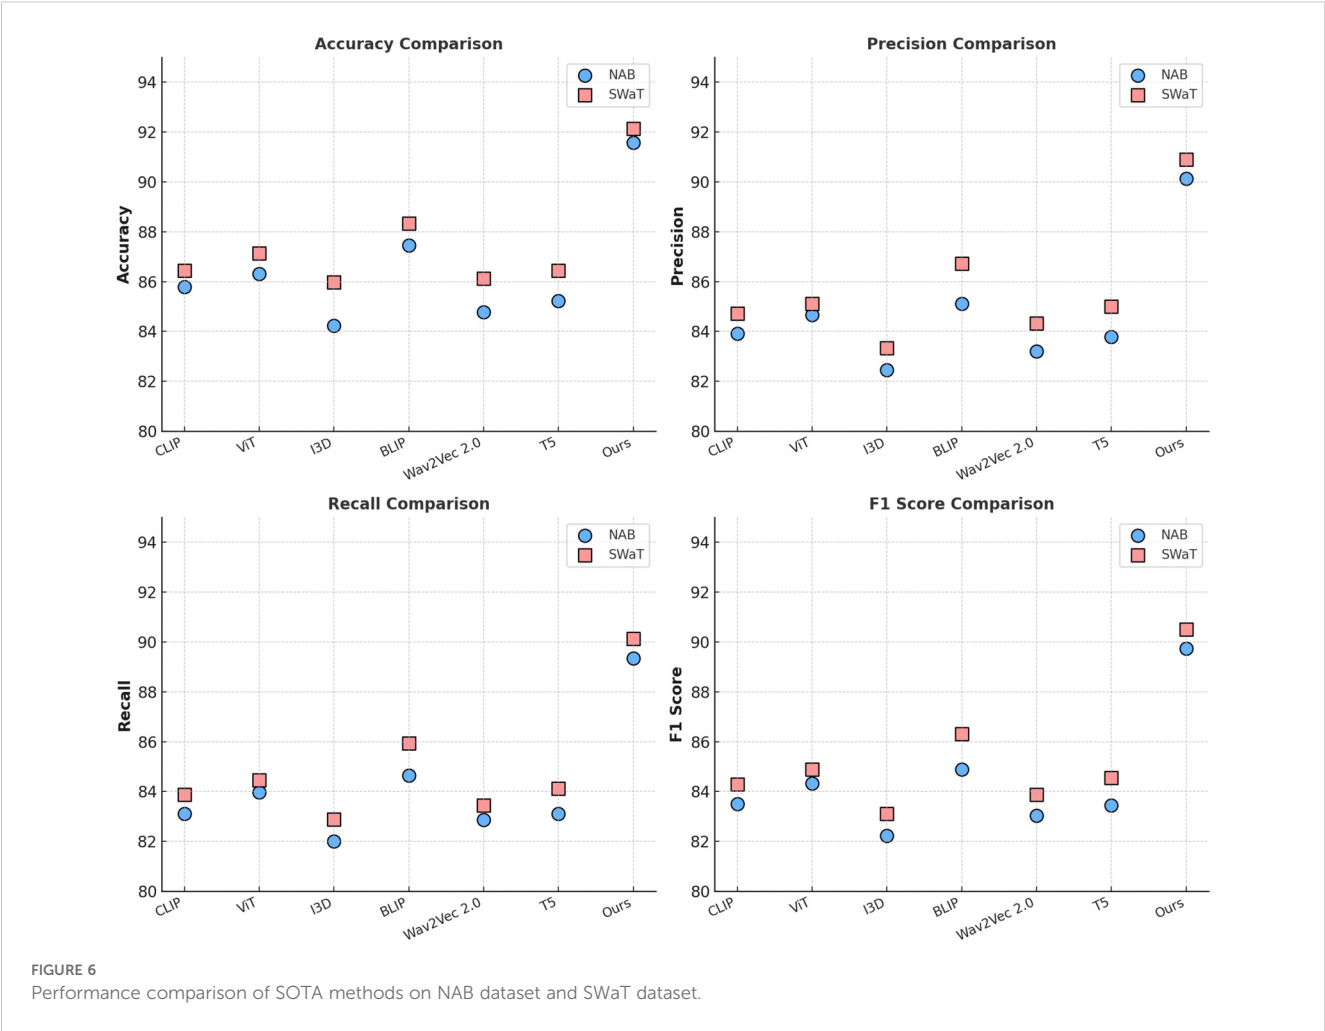 Accuracy Comparison
NAB
SWaT
94
92
90
88
86
84
82
80
Accuracy
CLIP
ViT
I3D
BLIP
Wav2Vec 2.0
T5
Ours
Precision Comparison
NAB
SWaT
94
92
90
88
86
84
82
80
Precision
CLIP
ViT
I3D
BLIP
Wav2Vec 2.0
T5
Ours
Recall Comparison
NAB
SWaT
94
92
90
88
86
84
82
80
Recall
CLIP
ViT
I3D
BLIP
Wav2Vec 2.0
T5
Ours
F1 Score Comparison
NAB
SWaT
94
92
90
88
86
84
82
80
F1 Score
CLIP
ViT
I3D
BLIP
Wav2Vec 2.0
T5
Ours
FIGURE 6
Performance comparison of SOTA methods on NAB dataset and SWaT dataset.